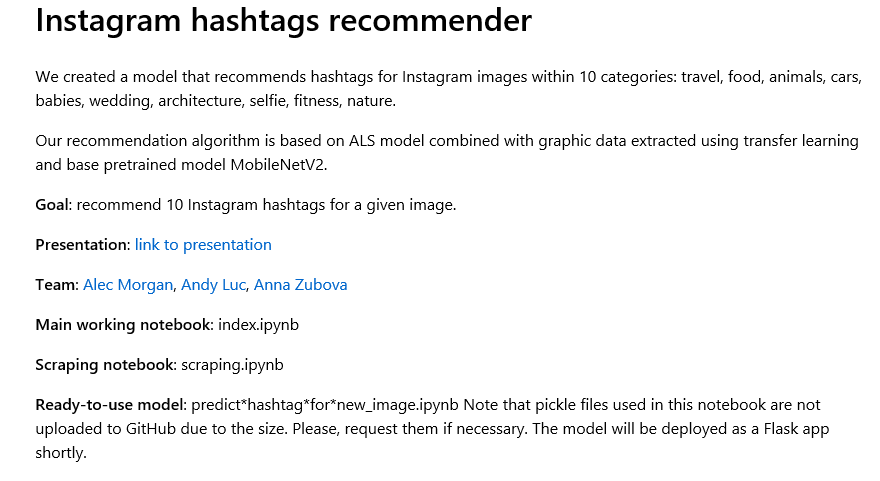 Instagram hashtags recommender
We created a model that recommends hashtags for Instagram images within 10 categories: travel, food, animals, cars,
babies, wedding, architecture, selfie, fitness, nature.
Our recommendation algorithm is based on ALS model combined with graphic data extracted using transfer learning
and base pretrained model MobileNetV2.
Goal: recommend 10 Instagram hashtags for a given image.
Presentation: link to presentation
Team: Alec Morgan, Andy Luc, Anna Zubova
Main working notebook: index.ipynb
Scraping notebook: scraping.ipynb
Ready-to-use model: predict*hashtag*for*new_image.ipynb Note that pickle files used in this notebook are not
uploaded to GitHub due to the size. Please, request them if necessary. The model will be deployed as a Flask app
shortly.